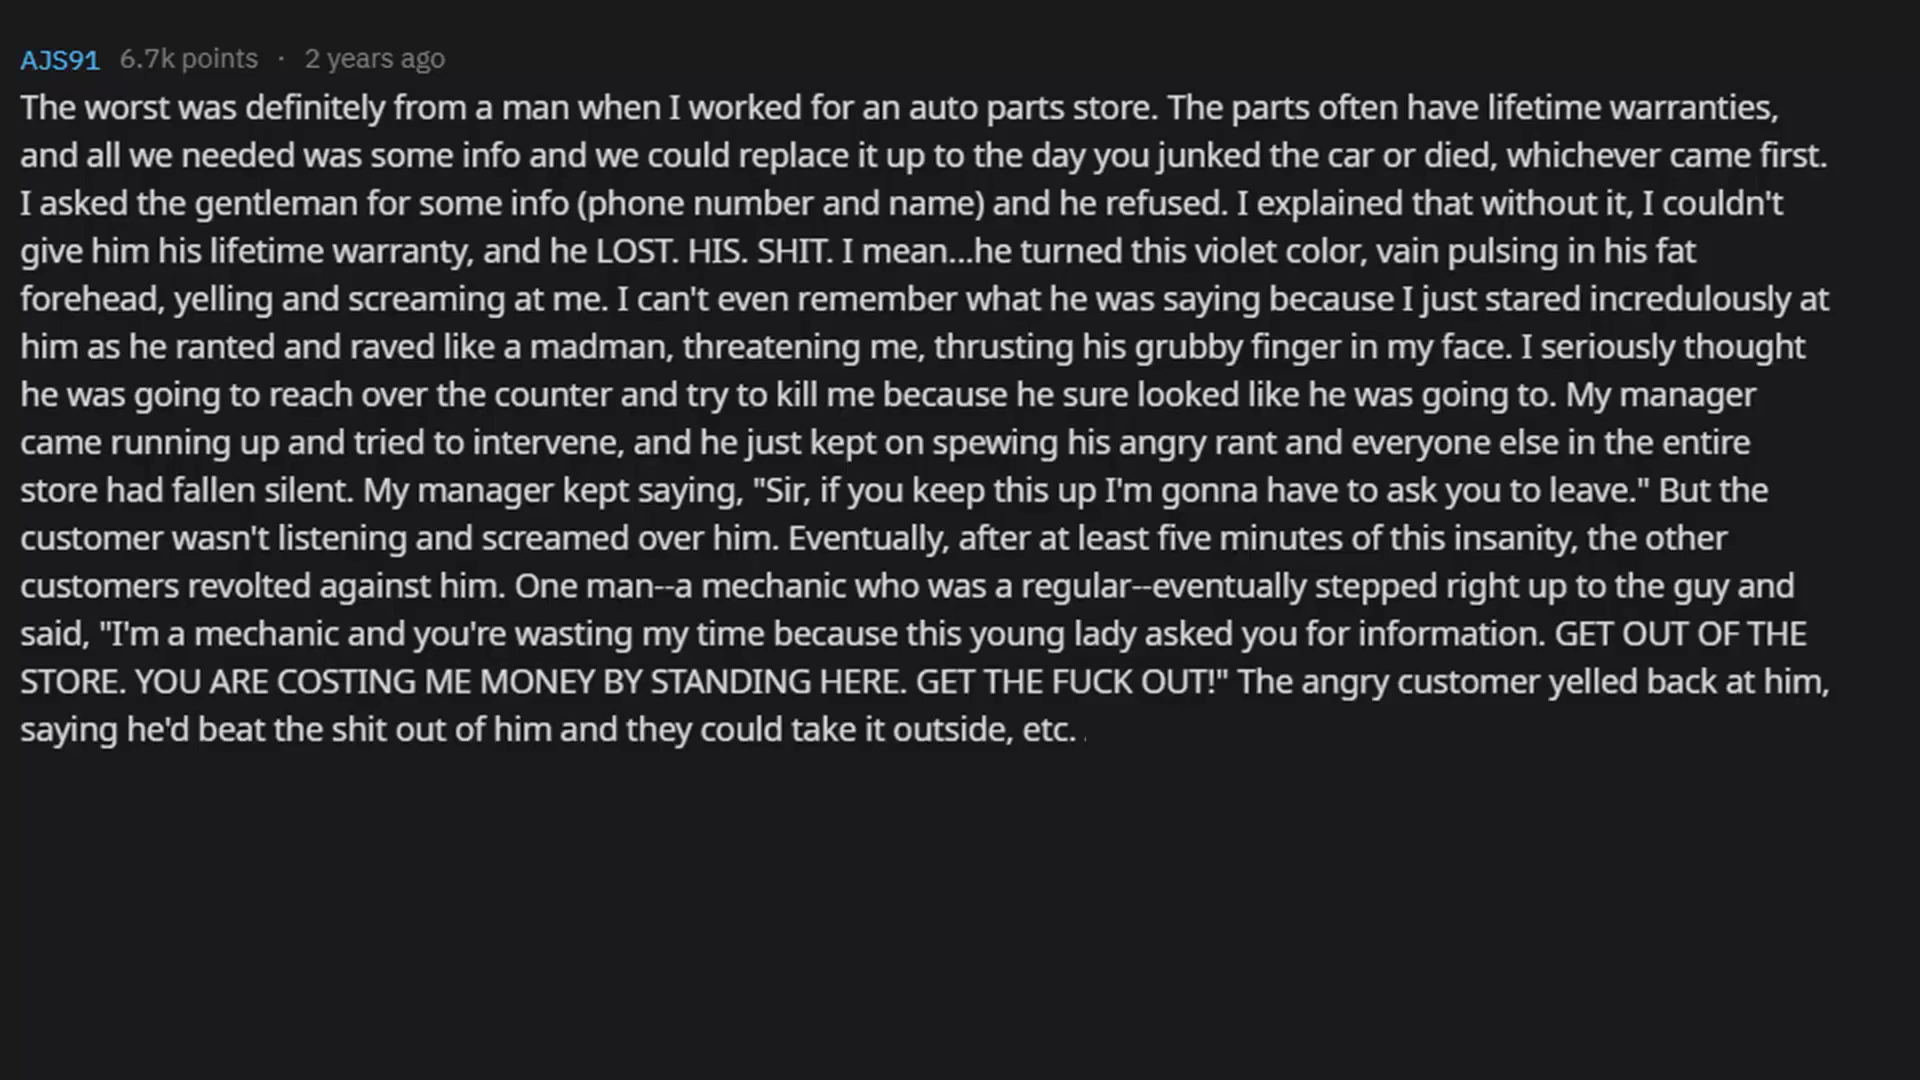 AJS91 6.7k points · 2 years ago
The worst was definitely from a man when I worked for an auto parts store. The parts often have lifetime warranties,
and all we needed was some info and we could replace it up to the day you junked the car or died, whichever came first.
I asked the gentleman for some info (phone number and name) and he refused. I explained that without it, I couldn't
give him his lifetime warranty, and he LOST. HIS. SHIT. I mean...he turned this violet color, vain pulsing in his fat
forehead, yelling and screaming at me. I can't even remember what he was saying because I just stared incredulously at
him as he ranted and raved like a madman, threatening me, thrusting his grubby finger in my face. I seriously thought
he was going to reach over the counter and try to kill me because he sure looked like he was going to. My manager
came running up and tried to intervene, and he just kept on spewing his angry rant and everyone else in the entire
store had fallen silent. My manager kept saying, "Sir, if you keep this up I'm gonna have to ask you to leave." But the
customer wasn't listening and screamed over him. Eventually, after at least five minutes of this insanity, the other
customers revolted against him. One man--a mechanic who was a regular--eventually stepped right up to the guy and
said, "I'm a mechanic and you're wasting my time because this young lady asked you for information. GET OUT OF THE
STORE. YOU ARE COSTING ME MONEY BY STANDING HERE. GET THE FUCK OUT!" The angry customer yelled back at him,
saying he'd beat the shit out of him and they could take it outside, etc.